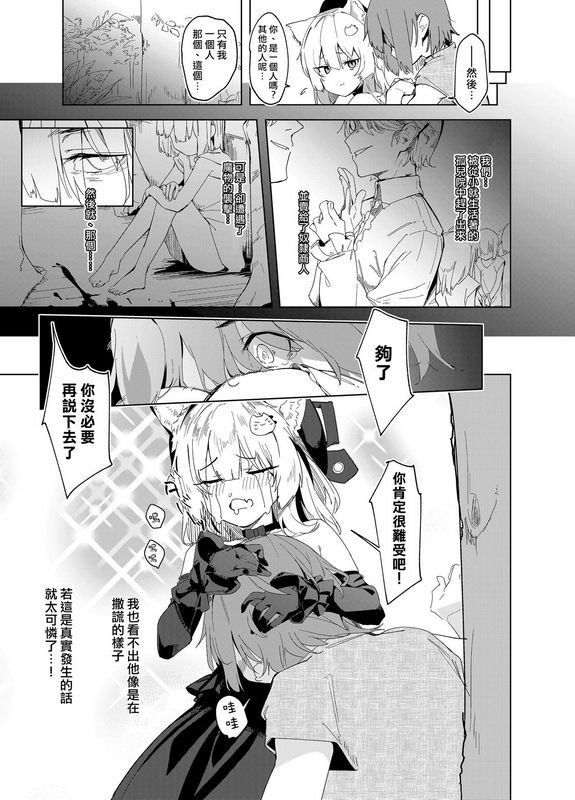 然後…
你、是一個人嗎?
其他的人呢…
只有我
一個人
那個、這個…
我們…
被從小就生活著的
孤兒院中趕了出來
並賣給了奴隸商人
可是…卻遭遇了
魔物的襲擊…
然後就、那個……
夠了
你沒必要
再說下去了
你肯定很難受吧!
嗚
嗚嗚
我也看不出他像是在
撒謊的樣子
若這是真實發生的話
就太可憐了…!
哇
哇